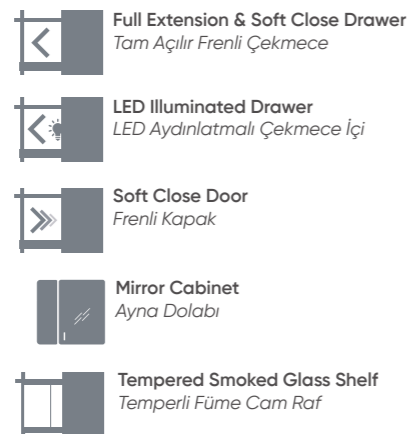 Full Extension & Soft Close Drawer
Tam Açılır Frenli Çekmece
LED Illuminated Drawer
LED Aydınlatmalı Çekmece İçi
Soft Close Door
Frenli Kapak
Mirror Cabinet
Ayna Dolabı
Tempered Smoked Glass Shelf
Temperli Füme Cam Raf